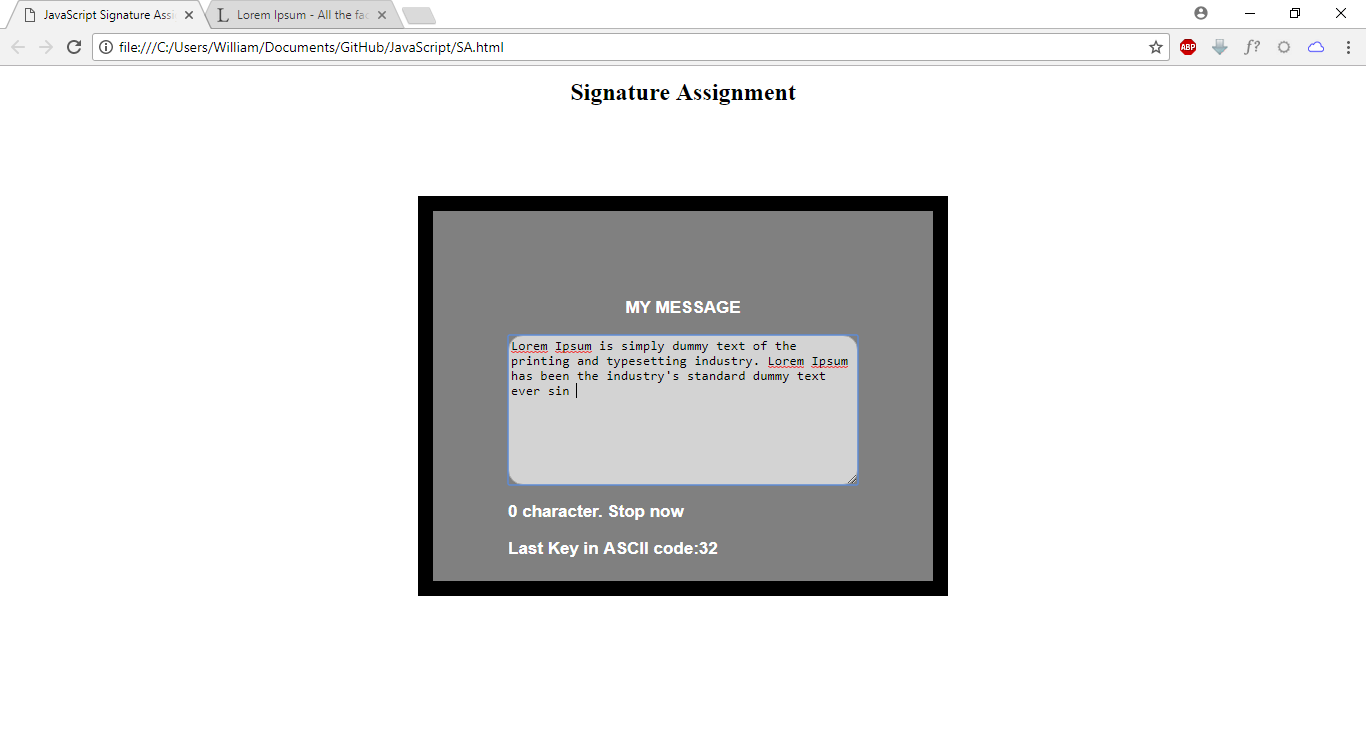 JavaScript Signature Ass
Lorem Ipsum - All the fac
file:///C:/Users/William/Documents/GitHub/JavaScript/SA.html
ABP
f?
Signature Assignment
MY MESSAGE
Lorem Ipsum is simply dummy text of the
printing and typesetting industry. Lorem Ipsum
has been the industry's standard dummy text
ever sin
0 character. Stop now
Last Key in ASCII code:32